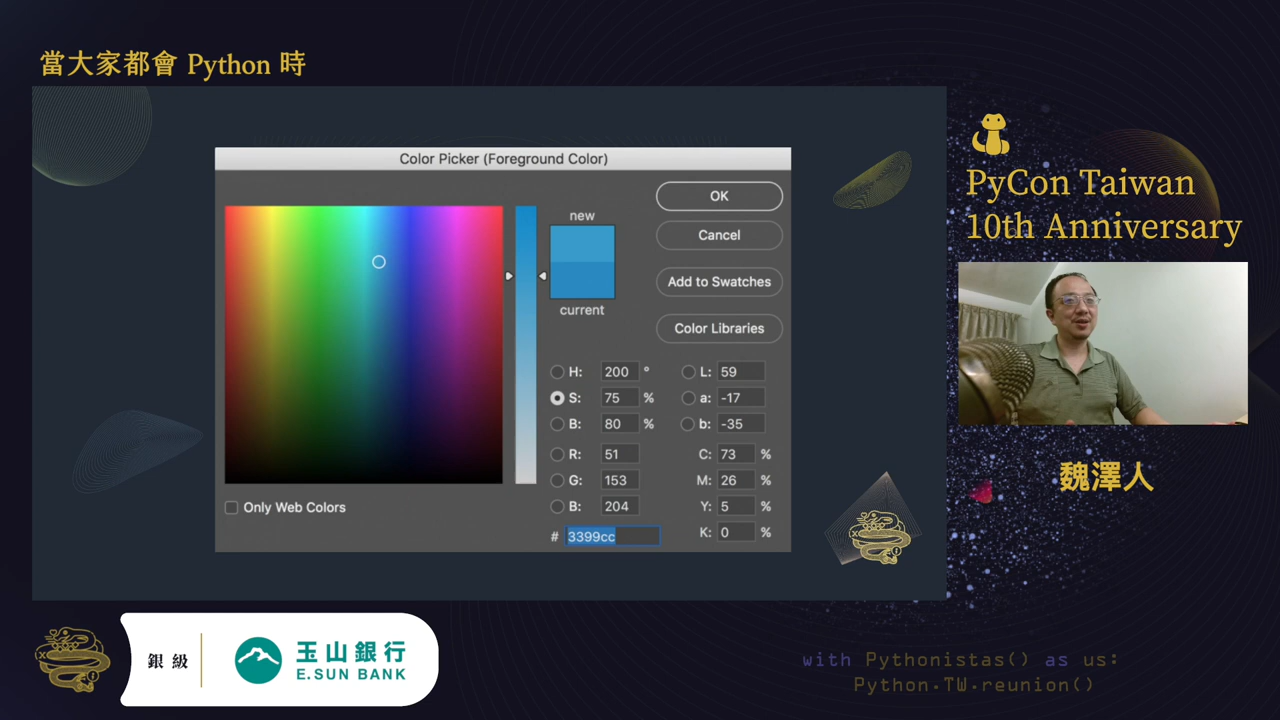 當大家都會 Python 時
Color Picker (Foreground Color)
new
current
OK
Cancel
Add to Swatches
Color Libraries
H: 200 °
S: 75 %
B: 80 %
R: 51
G: 153
B: 204
# 3399cc
L: 59
a: -17
b: -35
C: 73 %
M: 26 %
Y: 5 %
K: 0 %
Only Web Colors
PyCon Taiwan
10th Anniversary
魏澤人
銀級
玉山銀行
E.SUN BANK
with Pythonistas() as us:
Python.TW.reunion()